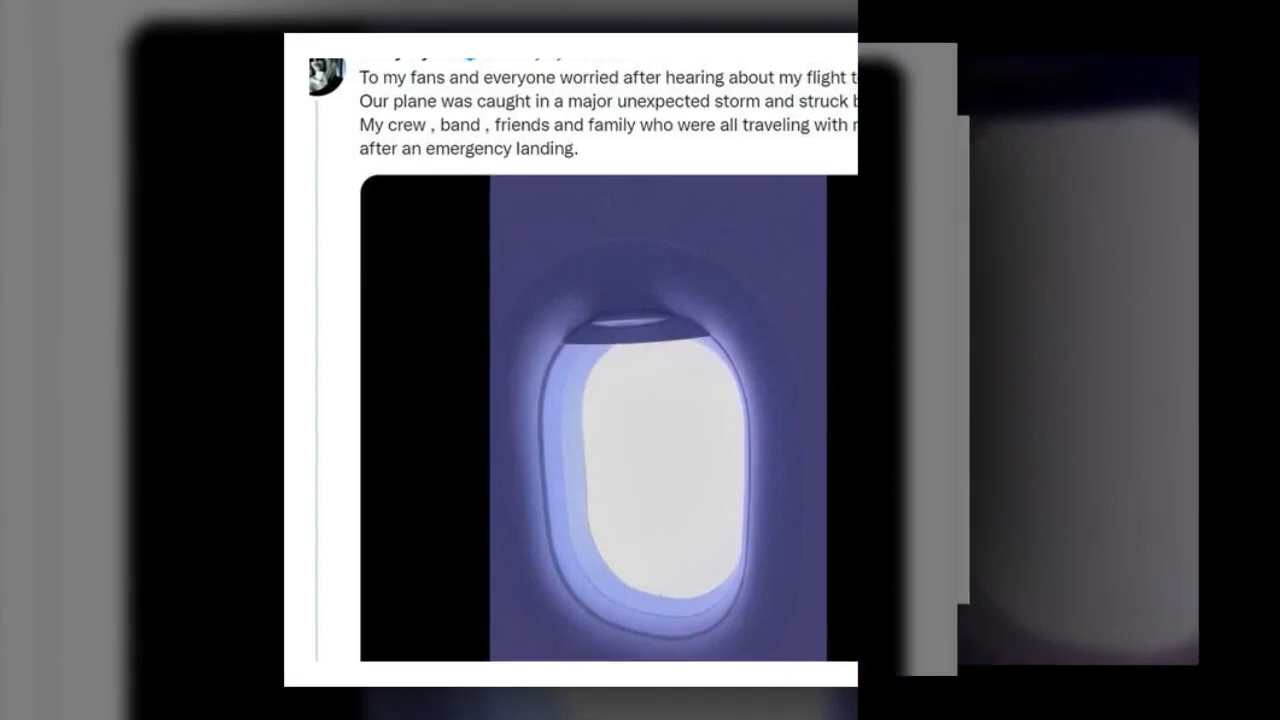 To my fans and everyone worried after hearing about my flight
Our plane was caught in a major unexpected storm and struck
My crew , band , friends and family who were all traveling with
after an emergency landing.